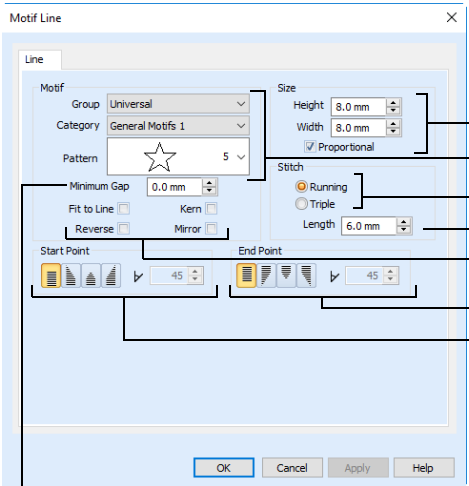 Motif Line
Line
Motif
Group Universal
Category General Motifs 1
Pattern 5
Minimum Gap 0.0 mm
Fit to Line Kern
Reverse Mirror
Size
Height 8.0 mm
Width 8.0 mm
Proportional
Stitch
Running
Triple
Length 6.0 mm
Start Point
45
End Point
45
OK Cancel Apply Help